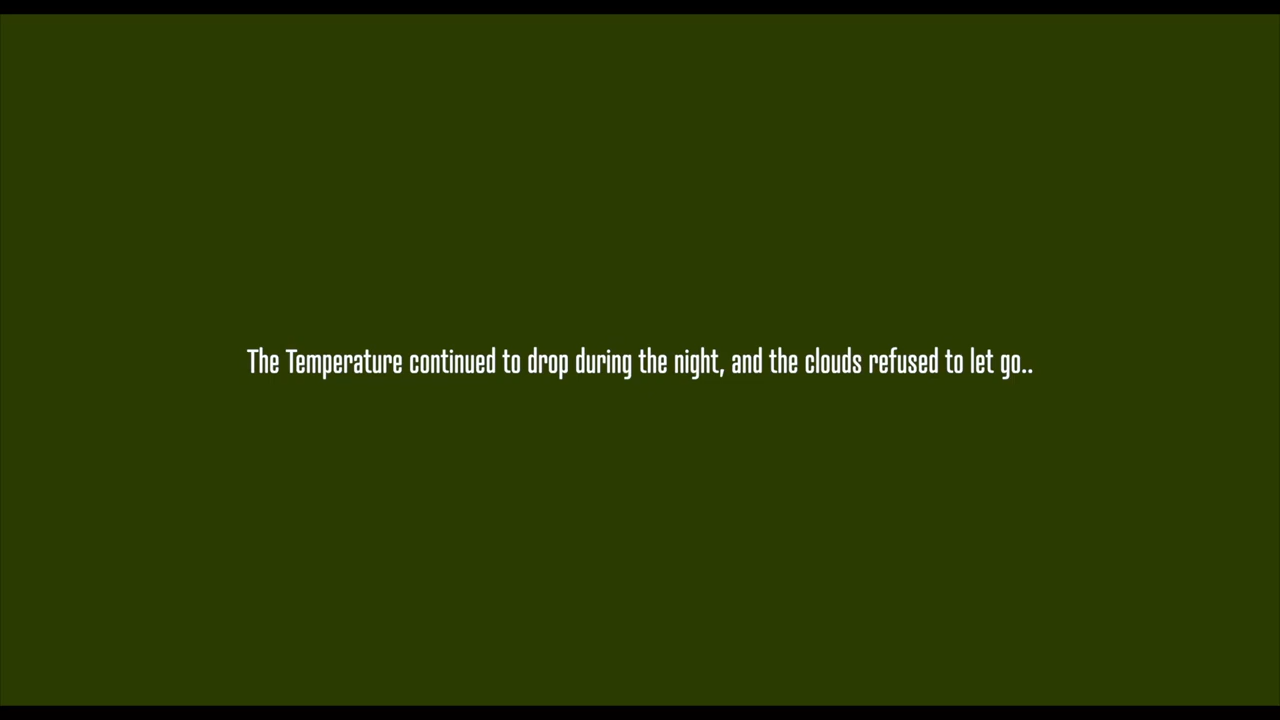 The Temperature continued to drop during the night, and the clouds refused to let go..